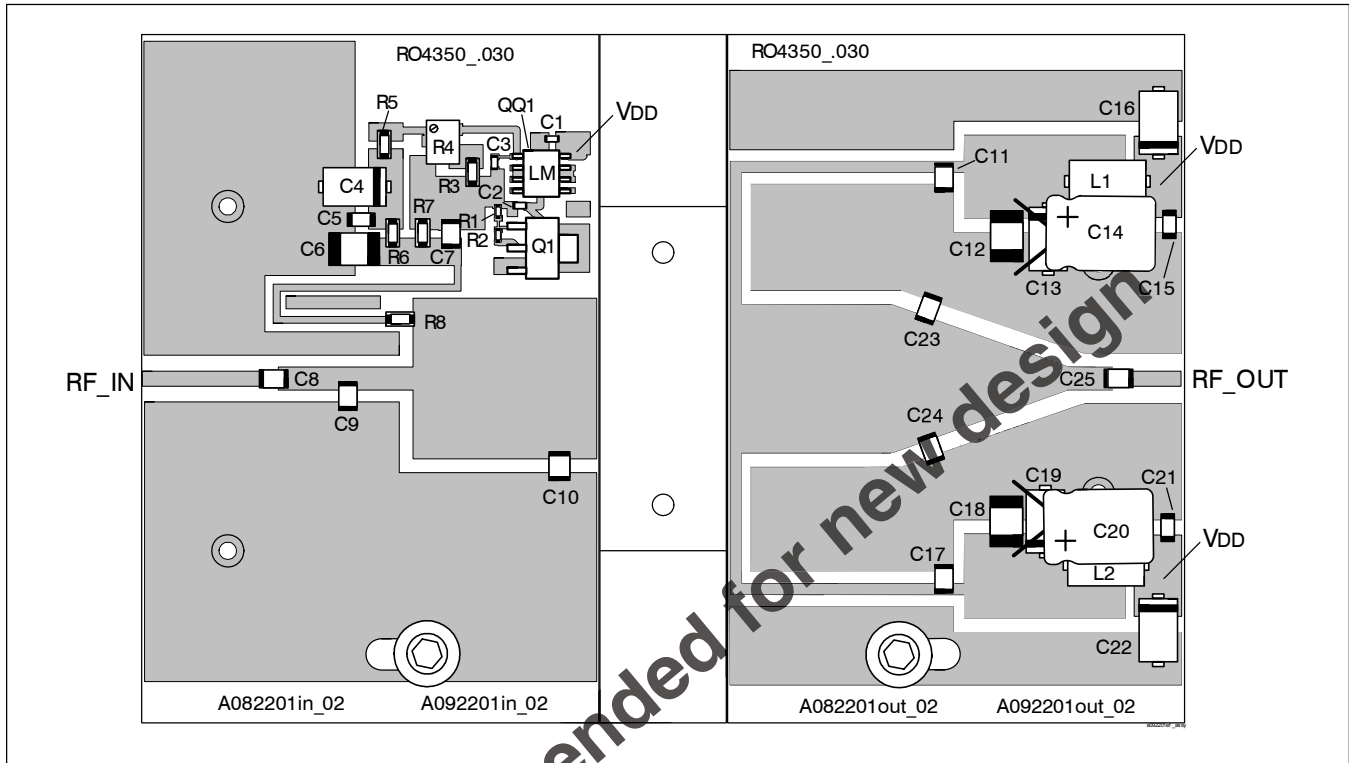 RO4350_.030
RO4350_.030
R5
QQ1
C1
VDD
C16
C3
R4
C11
VDD
LM
L1
R3
C4
C2
C5
R7
R1
R2
C14
C6
R6
C7
Q1
C12
C13
C15
R8
C23
RF_IN
C8
C25
RF_OUT
C9
C24
C10
C19
C21
C18
C20
VDD
C17
L2
C22
A082201in_02
A092201in_02
A082201out_02
A092201out_02
ended for new design